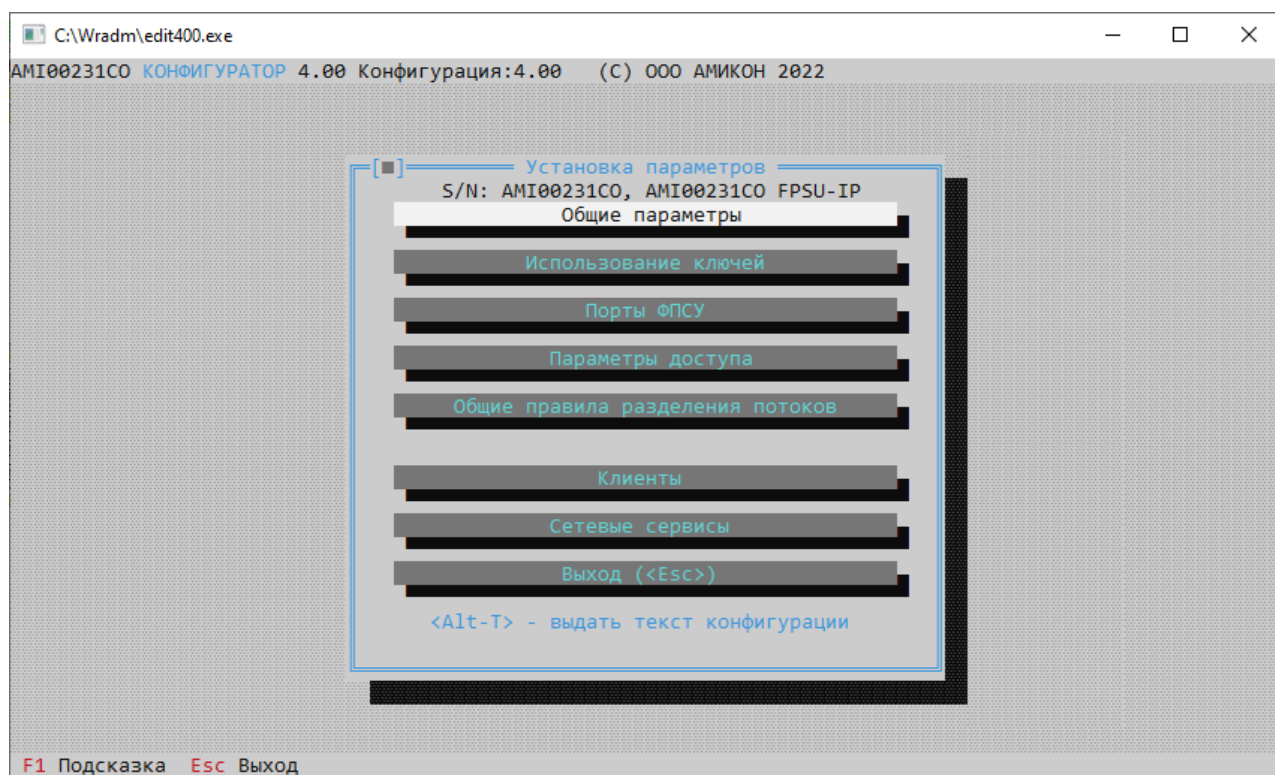 C:\Wradm\edit400.exe
AMI00231CO КОНФИГУРАТОР 4.00 Конфигурация:4.00 (C) ООО АМИКОН 2022
[■] Установка параметров
S/N: AMI00231CO, AMI00231CO FPSU-IP
Общие параметры
Использование ключей
Порты ФПСУ
Параметры доступа
Общие правила разделения потоков
Клиенты
Сетевые сервисы
Выход (<Esc>)
<Alt-T> - выдать текст конфигурации
F1 Подсказка Esc Выход